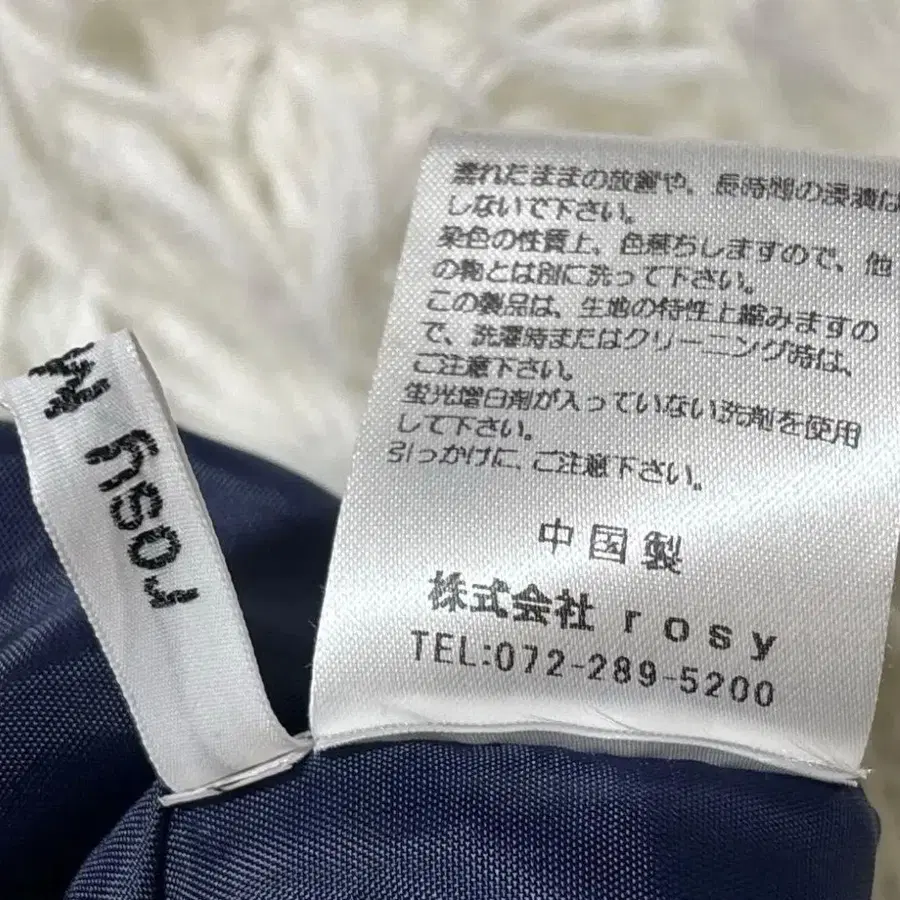 濡れたままの放置や、長時間の浸漬は
しないで下さい。
染色の性質上、色落ちしますので、他
の物とは別に洗って下さい。
この製品は、生地の特性上縮みますの
で、洗濯時またはクリーニング時は、
ご注意下さい。
蛍光増白剤が入っていない洗剤を使用
して下さい。
引っかけに、ご注意下さい。
中国製
株式会社 rosy
TEL:072-289-5200
rosy M